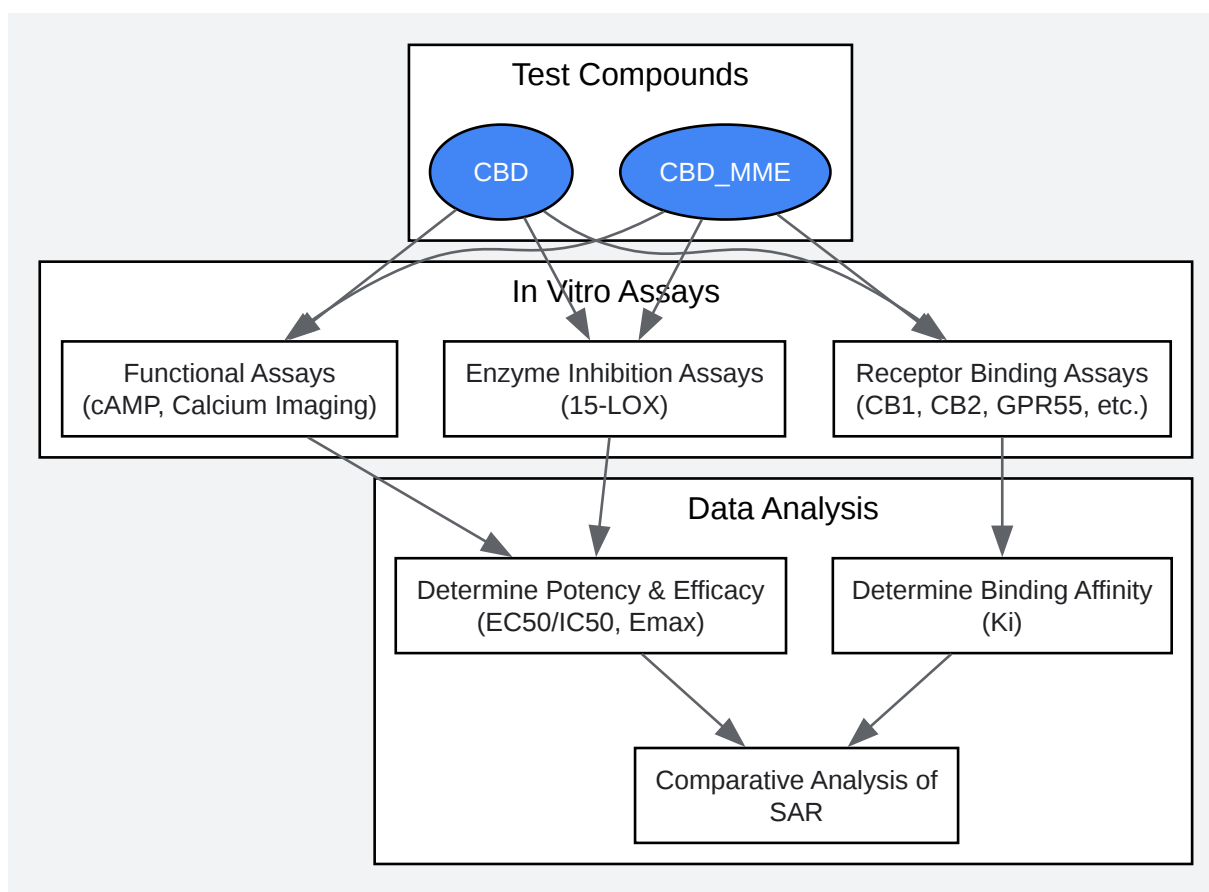 Test Compounds
CBD
CBD_MME
In Vitro Assays
Functional Assays
(cAMP, Calcium Imaging)
Enzyme Inhibition Assays
(15-LOX)
Receptor Binding Assays
(CB1, CB2, GPR55, etc.)
Data Analysis
Determine Potency & Efficacy
(EC50/IC50, Emax)
Determine Binding Affinity
(Ki)
Comparative Analysis of
SAR